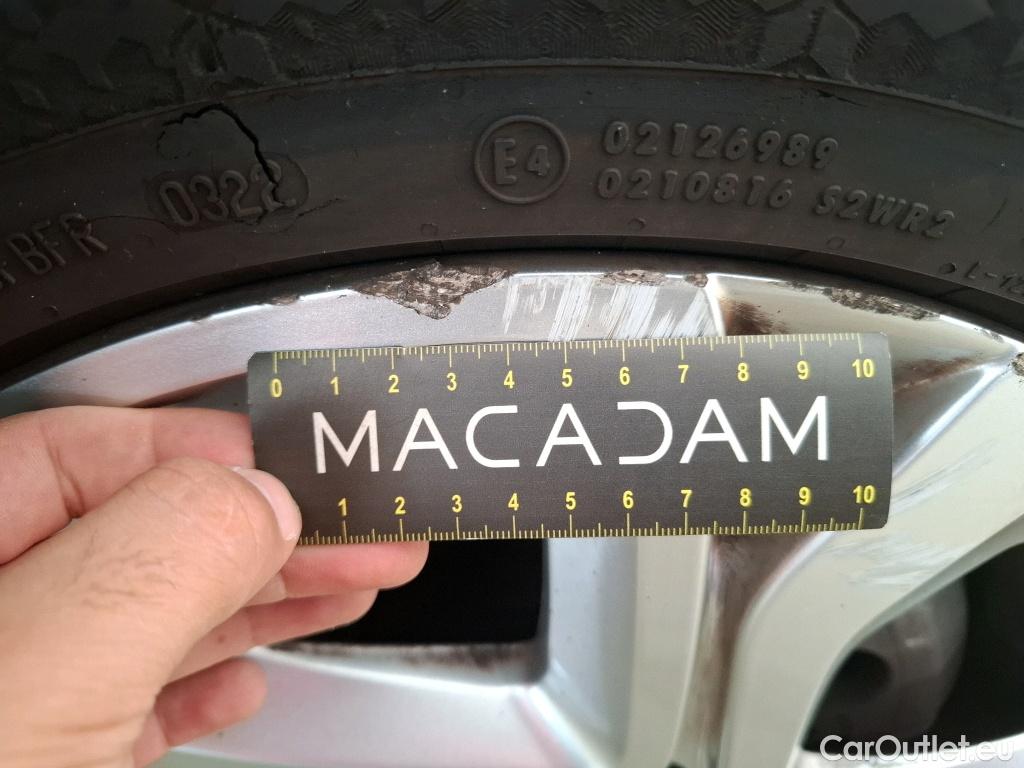 BFR 0322
E4
02126989
0210816 S2WR2
0 1 2 3 4 5 6 7 8 9 10
MACADAM
1 2 3 4 5 6 7 8 9 10
CarOutlet.eu